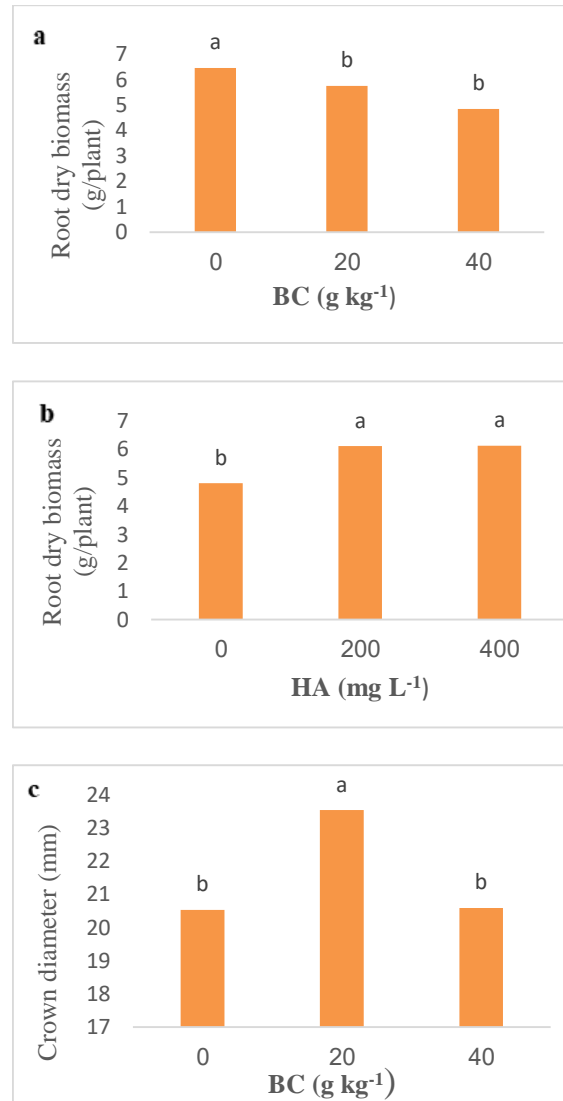 a
Root dry biomass
(g/plant)
7
6
5
4
3
2
1
0
a
b
b
0 20 40
BC (g kg⁻¹)
b
Root dry biomass
(g/plant)
7
6
5
4
3
2
1
0
b
a
a
0 200 400
HA (mg L⁻¹)
c
Crown diameter (mm)
24
23
22
21
20
19
18
17
b
a
b
0 20 40
BC (g kg⁻¹)